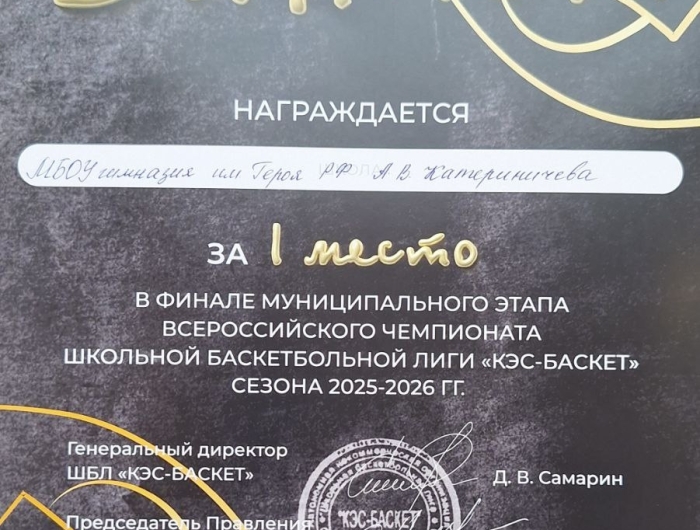 НАГРАЖДАЕТСЯ
МБОУ гимназия им Героя РФ А В Катериничева
ЗА 1 место
В ФИНАЛЕ МУНИЦИПАЛЬНОГО ЭТАПА
ВСЕРОССИЙСКОГО ЧЕМПИОНАТА
ШКОЛЬНОЙ БАСКЕТБОЛЬНОЙ ЛИГИ «КЭС-БАСКЕТ»
СЕЗОНА 2025-2026 ГГ.
Генеральный директор
ШБЛ «КЭС-БАСКЕТ»
Д. В. Самарин
"КЭС-БАСКЕТ"
Председатель Правления